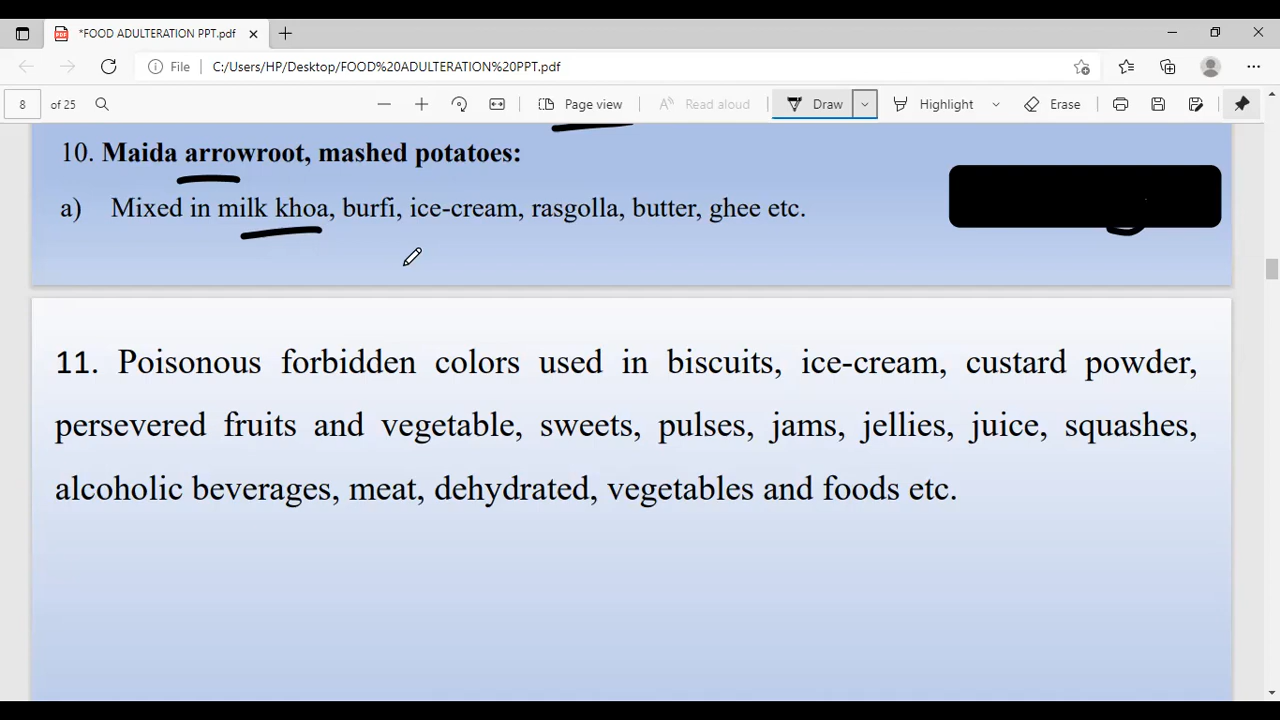 *FOOD ADULTERATION PPT.pdf
File C:/Users/HP/Desktop/FOOD%20ADULTERATION%20PPT.pdf
8 of 25 Page view Read aloud Draw Highlight Erase
10. Maida arrowroot, mashed potatoes:
a) Mixed in milk khoa, burfi, ice-cream, rasgolla, butter, ghee etc.
11. Poisonous forbidden colors used in biscuits, ice-cream, custard powder,
persevered fruits and vegetable, sweets, pulses, jams, jellies, juice, squashes,
alcoholic beverages, meat, dehydrated, vegetables and foods etc.